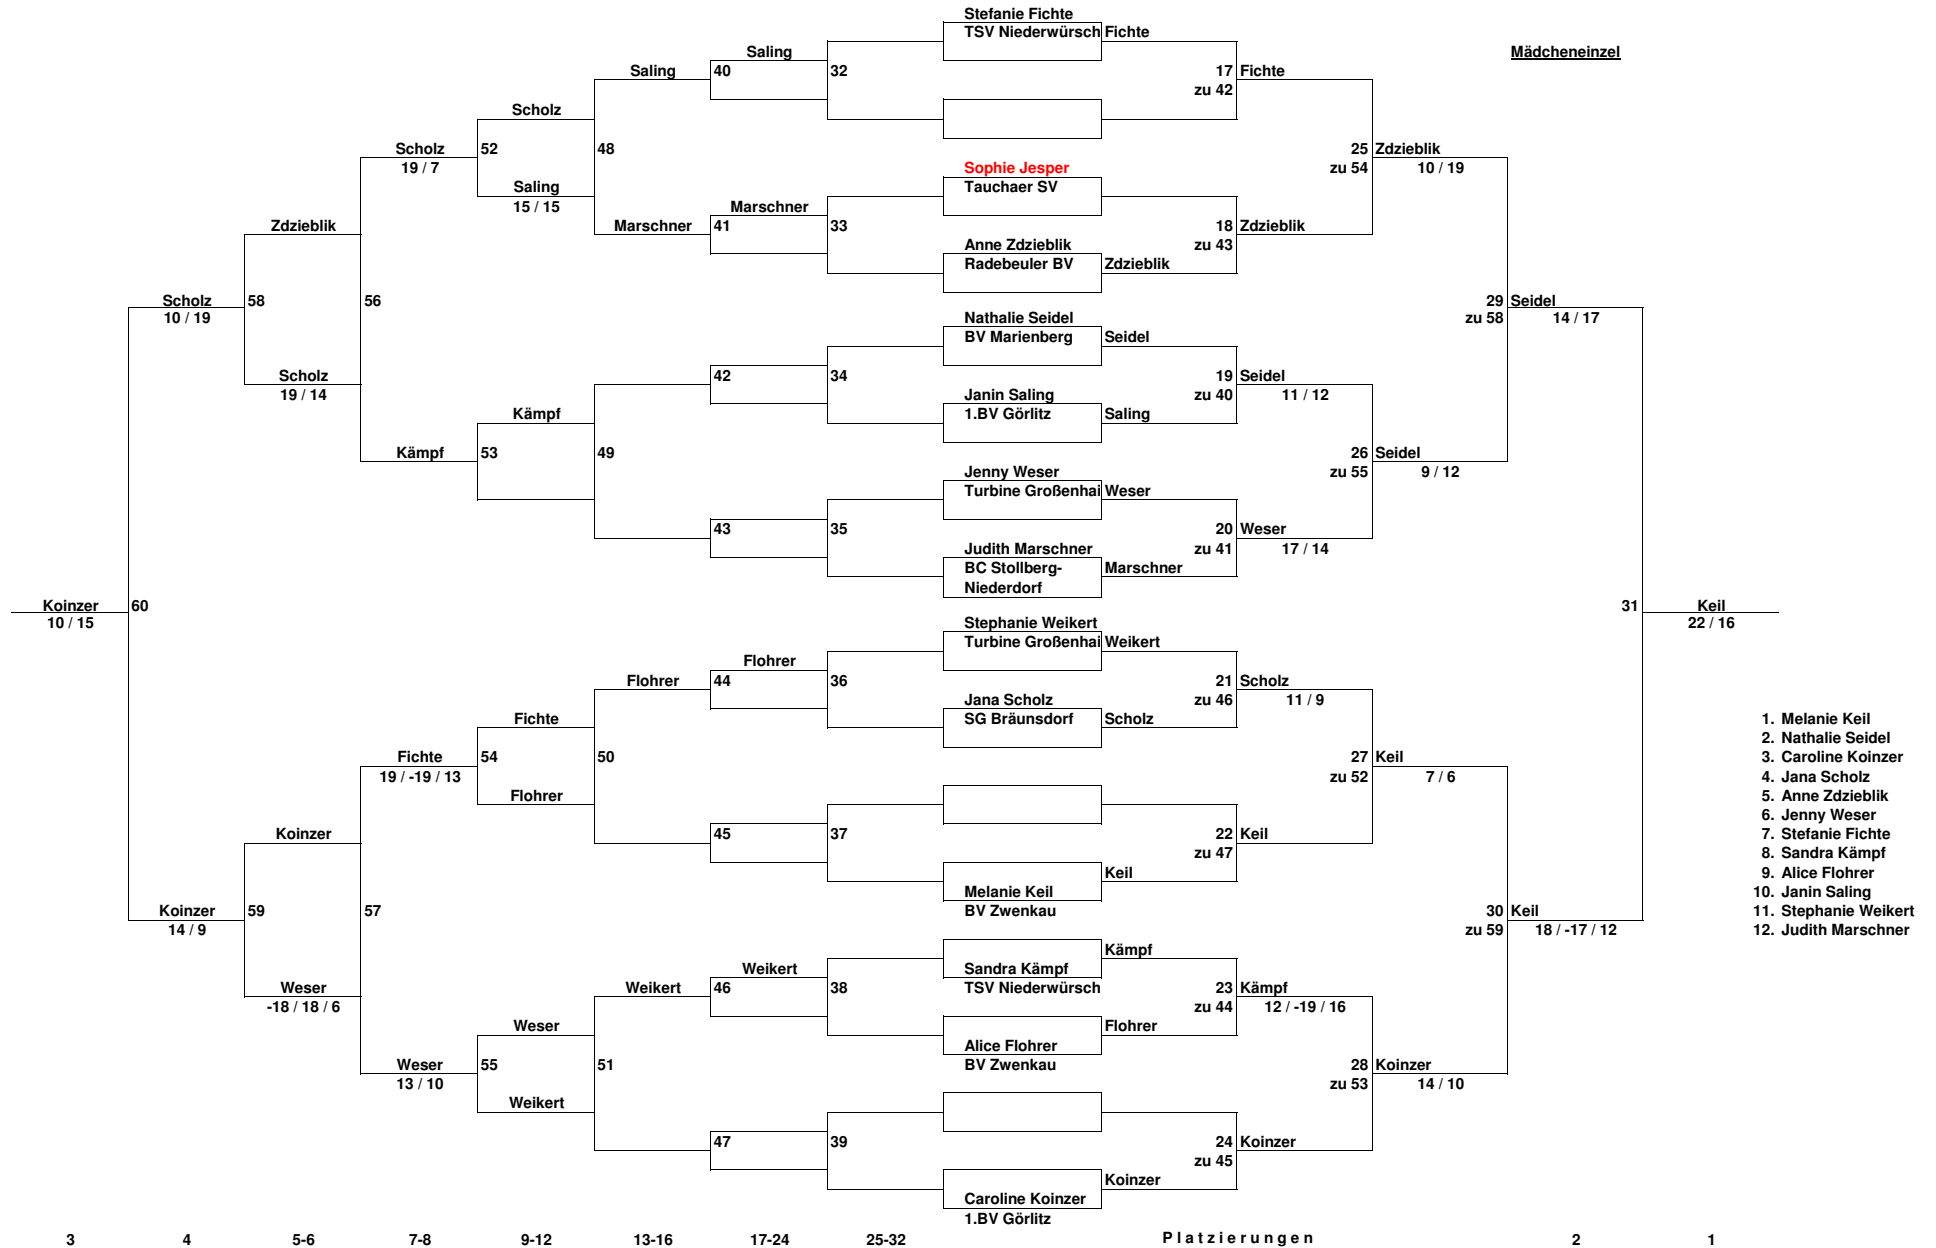 Stefanie Fichte
TSV Niederwürsch Fichte
Saling
Mädcheneinzel
Saling 40 32 17 Fichte
zu 42
Scholz
Scholz 52 48 25 Zdzieblik
19 / 7 Sophie Jesper zu 54 10 / 19
Saling Tauchaer SV
15 / 15 Marschner
Zdzieblik Marschner 41 33 18 Zdzieblik
Anne Zdzieblik zu 43
Radebeuler BV Zdzieblik
Scholz 58 56 29 Seidel
10 / 19 Nathalie Seidel zu 58 14 / 17
BV Marienberg Seidel
Scholz 42 34 19 Seidel
19 / 14 Janin Saling zu 40 11 / 12
Kämpf 1.BV Görlitz Saling
Kämpf 53 49 26 Seidel
Jenny Weser zu 55 9 / 12
Turbine Großenhai Weser
43 35 20 Weser
Judith Marschner zu 41 17 / 14
BC Stollberg- Marschner
Niederdorf
Koinzer 60 31 Keil
10 / 15 Stephanie Weikert 22 / 16
Turbine Großenhai Weikert
Flohrer
Flohrer 44 36 21 Scholz
Jana Scholz zu 46 11 / 9
Fichte SG Bräunsdorf Scholz 1. Melanie Keil
2. Nathalie Seidel
Fichte 54 50 27 Keil 3. Caroline Koinzer
19 / -19 / 13 zu 52 7 / 6 4. Jana Scholz
Flohrer 5. Anne Zdzieblik
6. Jenny Weser
Koinzer 45 37 22 Keil 7. Stefanie Fichte
zu 47 8. Sandra Kämpf
Keil 9. Alice Flohrer
Melanie Keil 10. Janin Saling
Koinzer 59 57 BV Zwenkau 30 Keil 11. Stephanie Weikert
14 / 9 zu 59 18 / -17 / 12 12. Judith Marschner
Kämpf
Weikert Sandra Kämpf
Weser Weikert 46 38 TSV Niederwürsch 23 Kämpf
-18 / 18 / 6 zu 44 12 / -19 / 16
Weser Flohrer
Alice Flohrer
Weser 55 51 BV Zwenkau 28 Koinzer
13 / 10 zu 53 14 / 10
Weikert
47 39 24 Koinzer
zu 45
Koinzer
Caroline Koinzer
1.BV Görlitz
3 4 5-6 7-8 9-12 13-16 17-24 25-32 Platzierungen 2 1